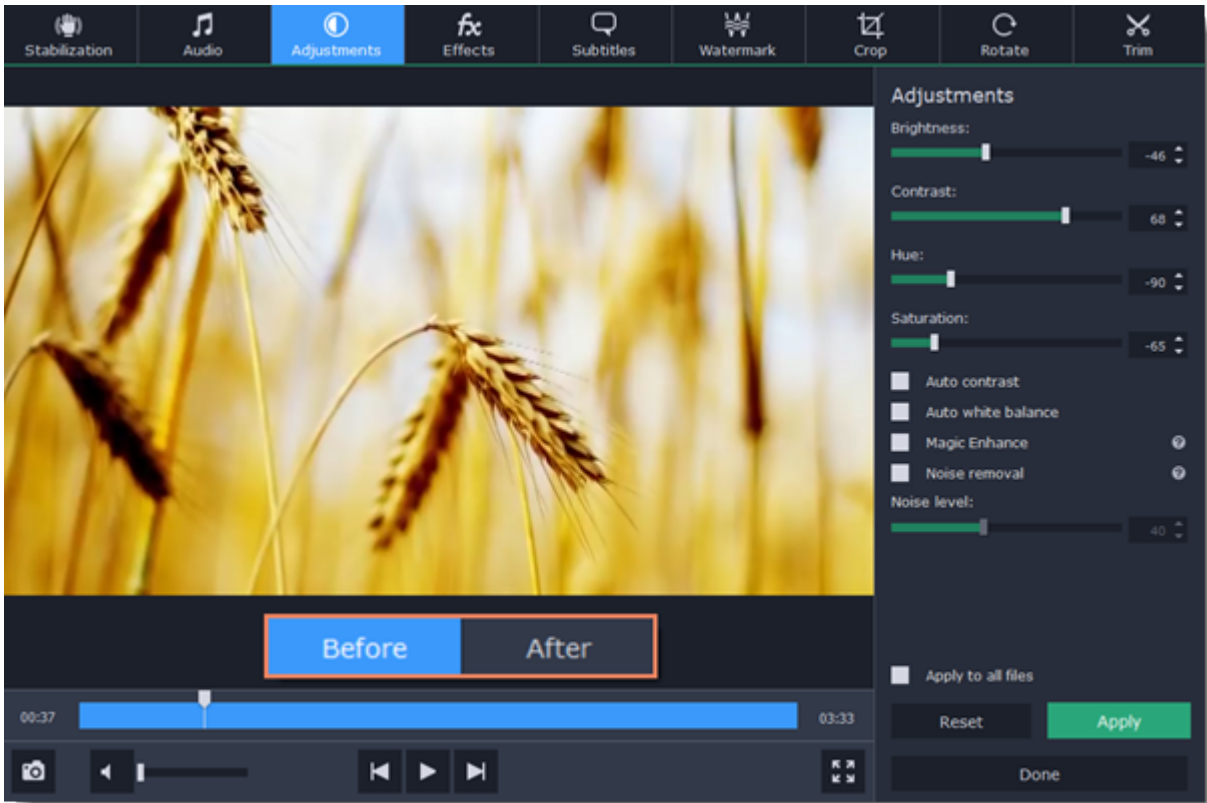 Stabilization Audio Adjustments Effects Subtitles Watermark Crop Rotate Trim
Adjustments
Brightness:
-46
Contrast:
68
Hue:
-90
Saturation:
-65
Auto contrast
Auto white balance
Magic Enhance
Noise removal
Noise level:
40
Before After
Apply to all files
00:37 03:33
Reset Apply
Done